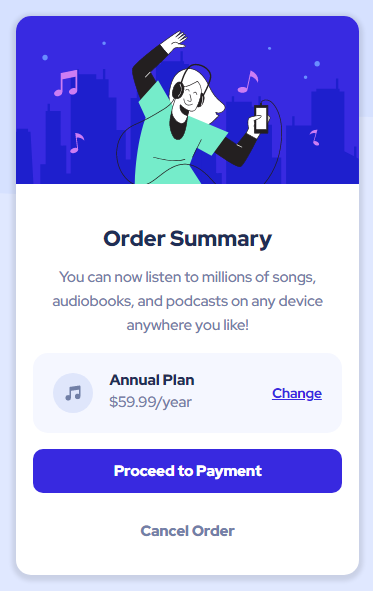 Order Summary
You can now listen to millions of songs,
audiobooks, and podcasts on any device
anywhere you like!
Annual Plan
$59.99/year
Change
Proceed to Payment
Cancel Order